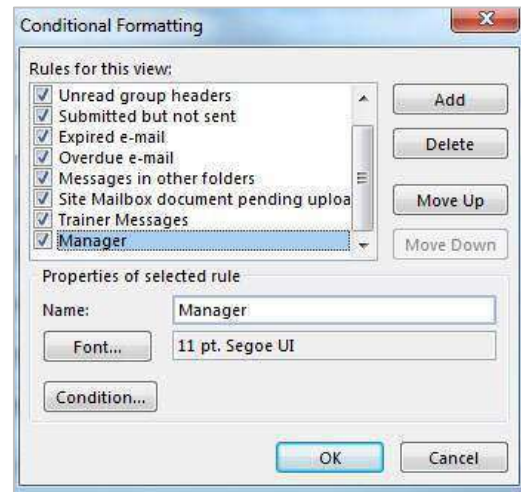 Conditional Formatting
Rules for this view:
Unread group headers
Submitted but not sent
Expired e-mail
Overdue e-mail
Messages in other folders
Site Mailbox document pending uploa
Trainer Messages
Manager
Add
Delete
Move Up
Move Down
Properties of selected rule
Name: Manager
Font... 11 pt. Segoe UI
Condition...
OK Cancel